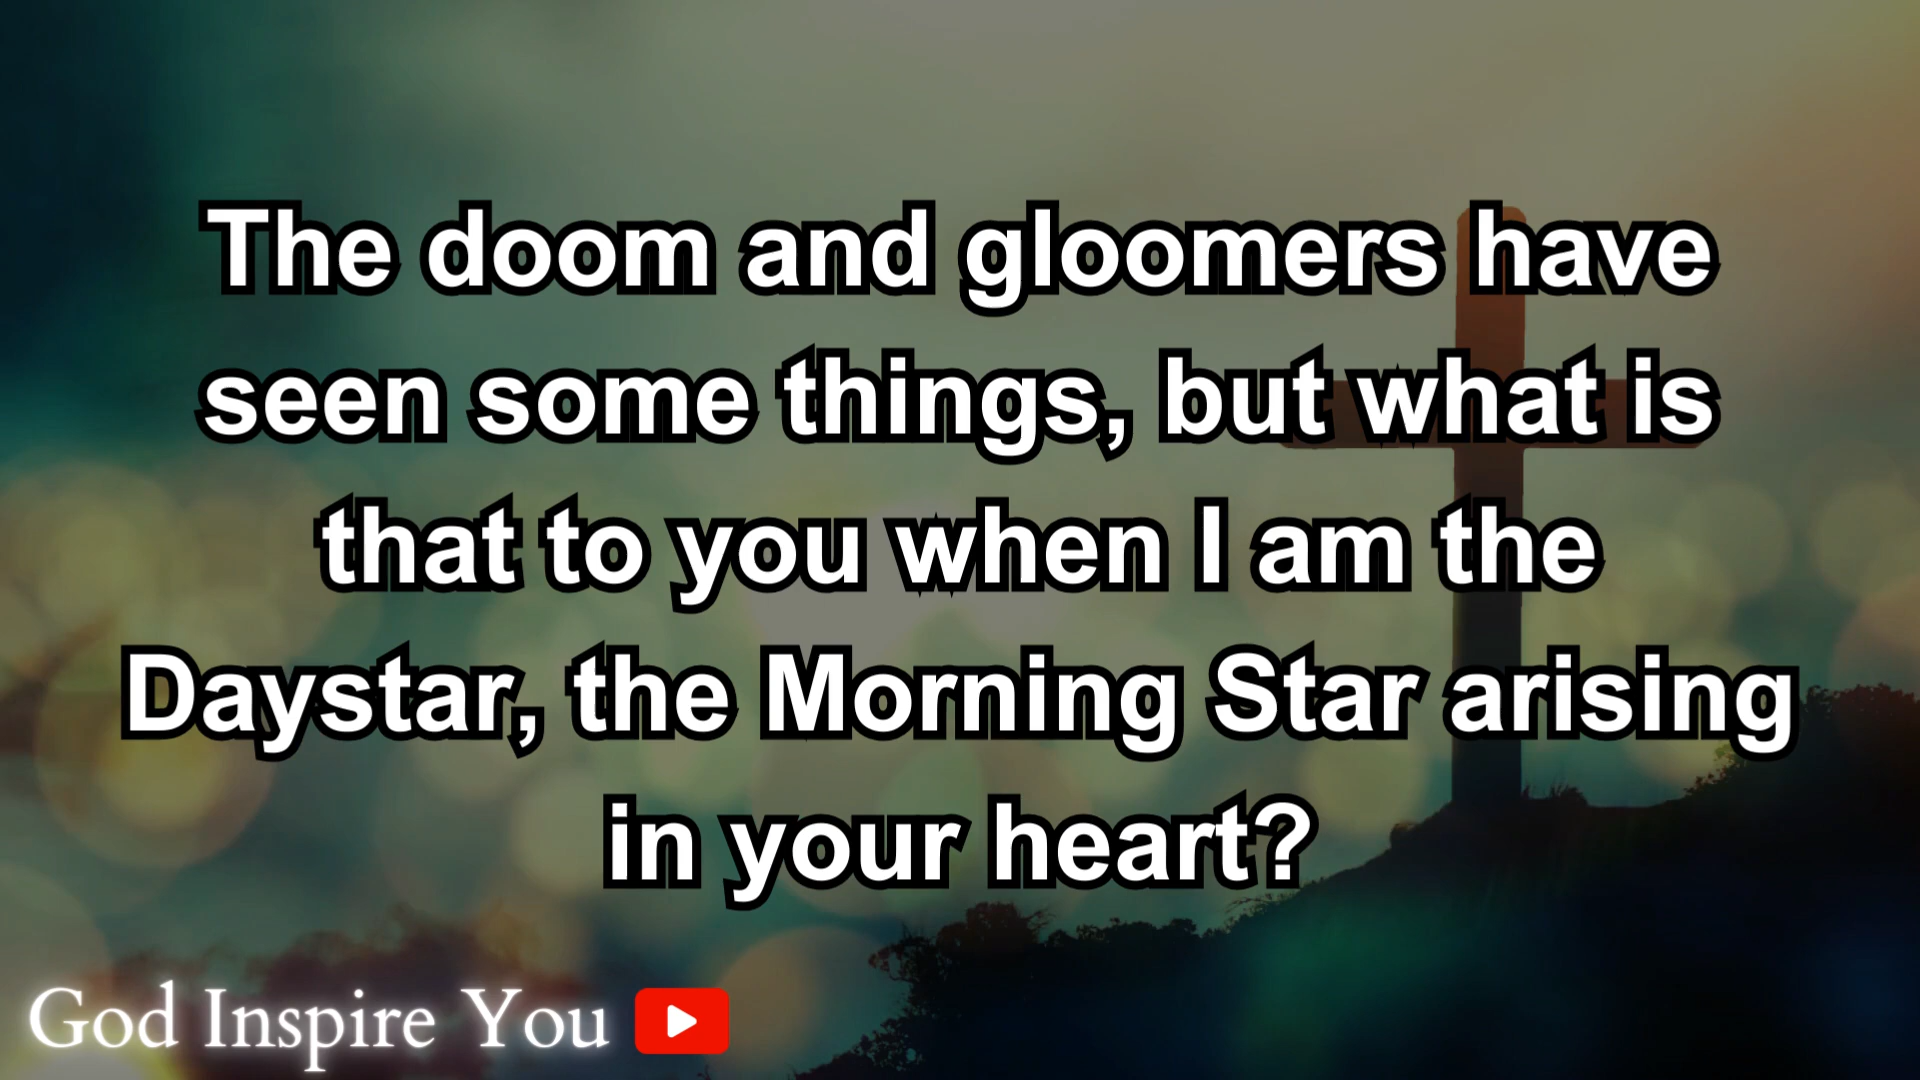 The doom and gloomers have
seen some things, but what is
that to you when I am the
Daystar, the Morning Star arising
in your heart?
God Inspire You